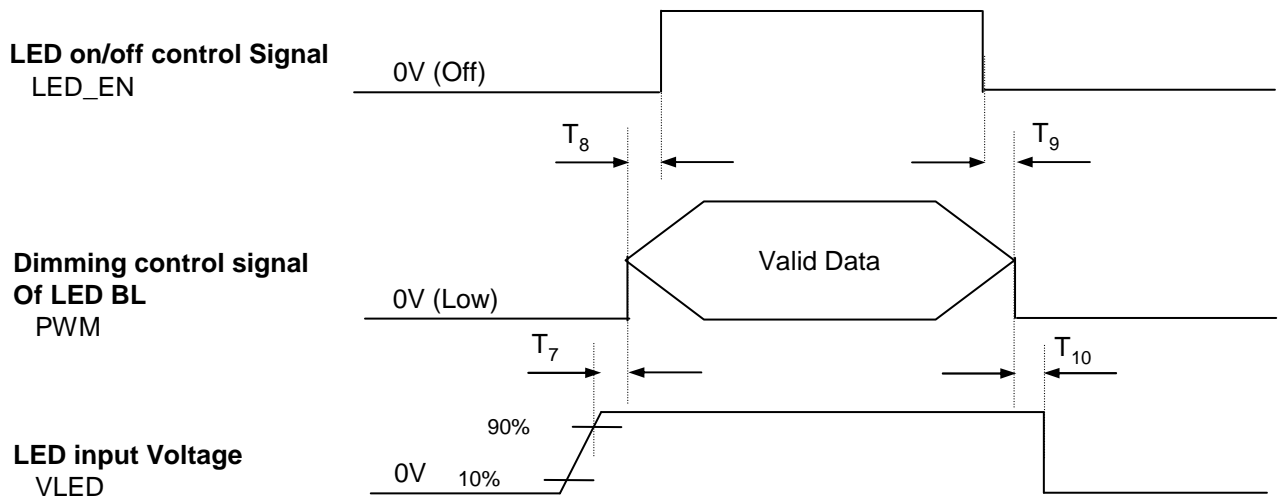 LED on/off control Signal
LED_EN
0V (Off)
T8
T9
Dimming control signal
Of LED BL
PWM
0V (Low)
Valid Data
T7
T10
LED input Voltage
VLED
0V
90%
10%